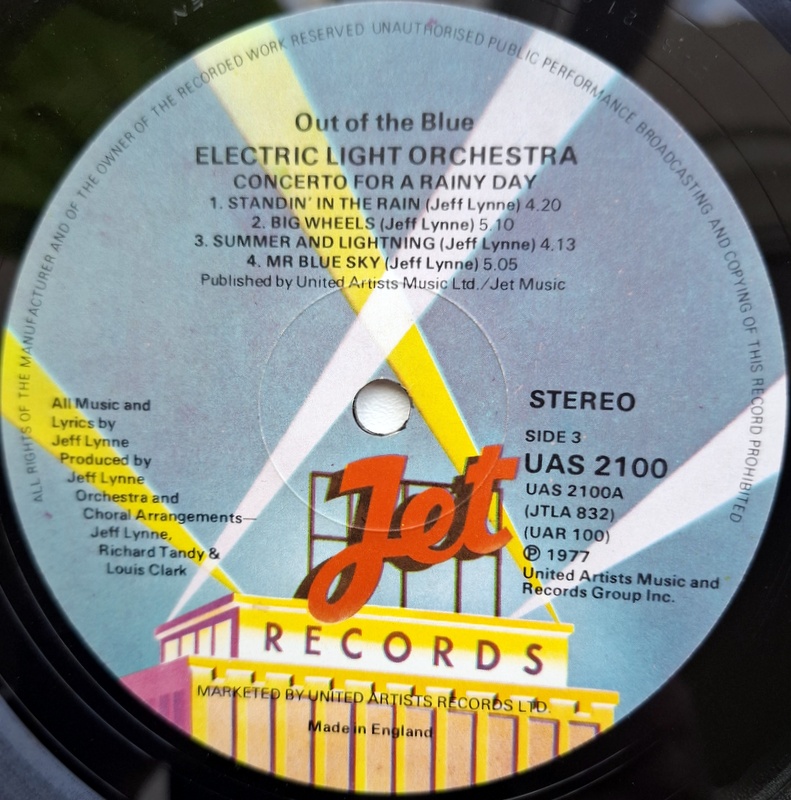 ALL RIGHTS OF THE MANUFACTURER AND OF THE OWNER OF THE RECORDED WORK RESERVED UNAUTHORISED PUBLIC PERFORMANCE BROADCASTING AND COPYING OF THIS RECORD PROHIBITED
Out of the Blue
ELECTRIC LIGHT ORCHESTRA
CONCERTO FOR A RAINY DAY
1. STANDIN' IN THE RAIN (Jeff Lynne) 4.20
2. BIG WHEELS (Jeff Lynne) 5.10
3. SUMMER AND LIGHTNING (Jeff Lynne) 4.13
4. MR BLUE SKY (Jeff Lynne) 5.05
Published by United Artists Music Ltd./Jet Music
All Music and
Lyrics by
Jeff Lynne
Produced by
Jeff Lynne
Orchestra and
Choral Arrangements—
Jeff Lynne,
Richard Tandy &
Louis Clark
STEREO
SIDE 3
UAS 2100
UAS 2100A
(JTLA 832)
(UAR 100)
℗ 1977
United Artists Music and
Records Group Inc.
Jet
RECORDS
MARKETED BY UNITED ARTISTS RECORDS LTD.
Made in England